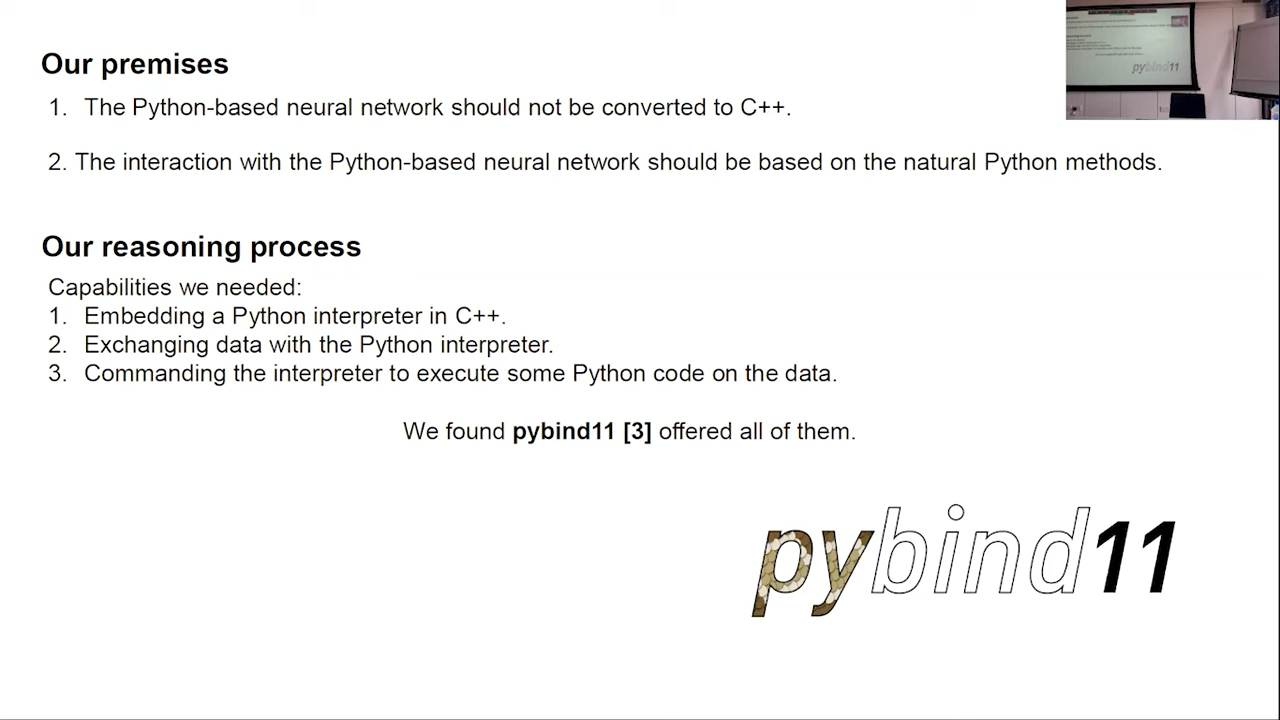 Our premises
1. The Python-based neural network should not be converted to C++.
2. The interaction with the Python-based neural network should be based on the natural Python methods.
Our reasoning process
Capabilities we needed:
1. Embedding a Python interpreter in C++.
2. Exchanging data with the Python interpreter.
3. Commanding the interpreter to execute some Python code on the data.
We found pybind11 [3] offered all of them.
pybind11
pybind11